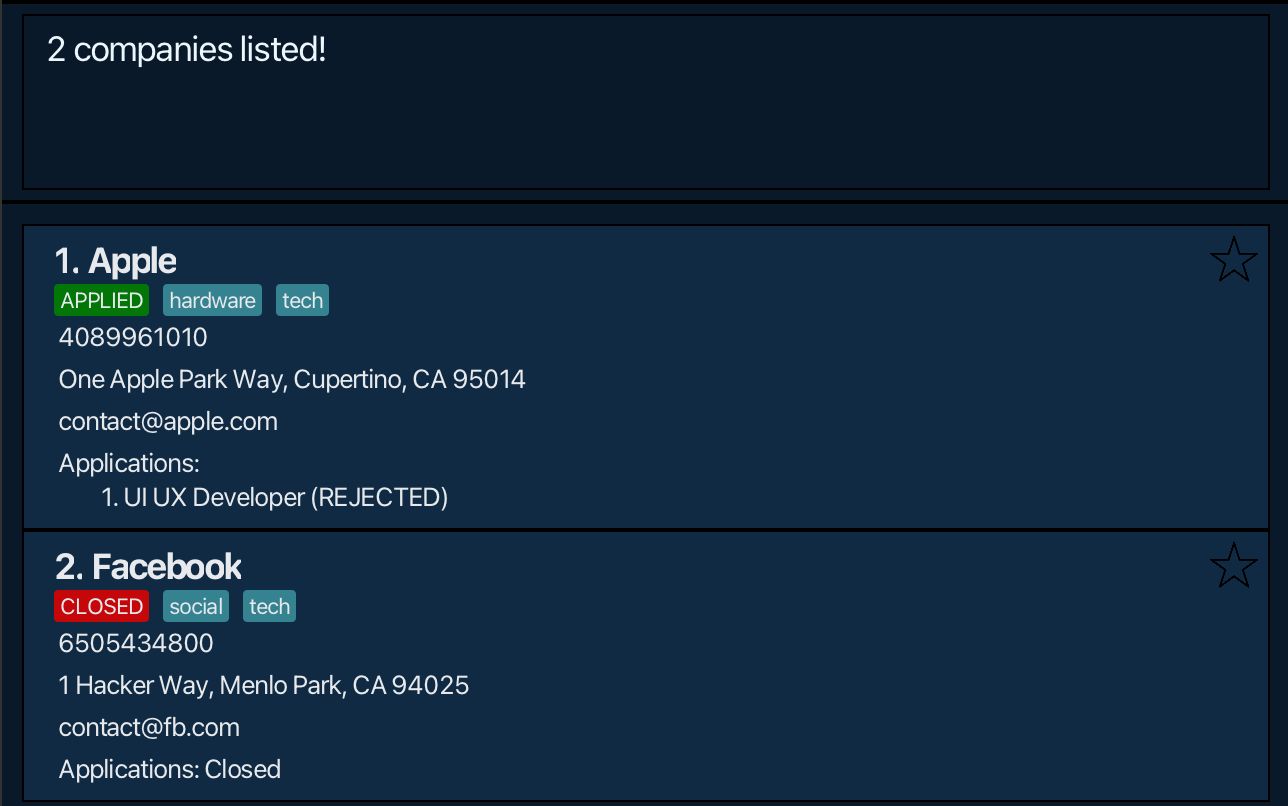 2 companies listed!
1. Apple
APPLIED hardware tech
4089961010
One Apple Park Way, Cupertino, CA 95014
contact@apple.com
Applications:
1. UI UX Developer (REJECTED)
2. Facebook
CLOSED social tech
6505434800
1 Hacker Way, Menlo Park, CA 94025
contact@fb.com
Applications: Closed